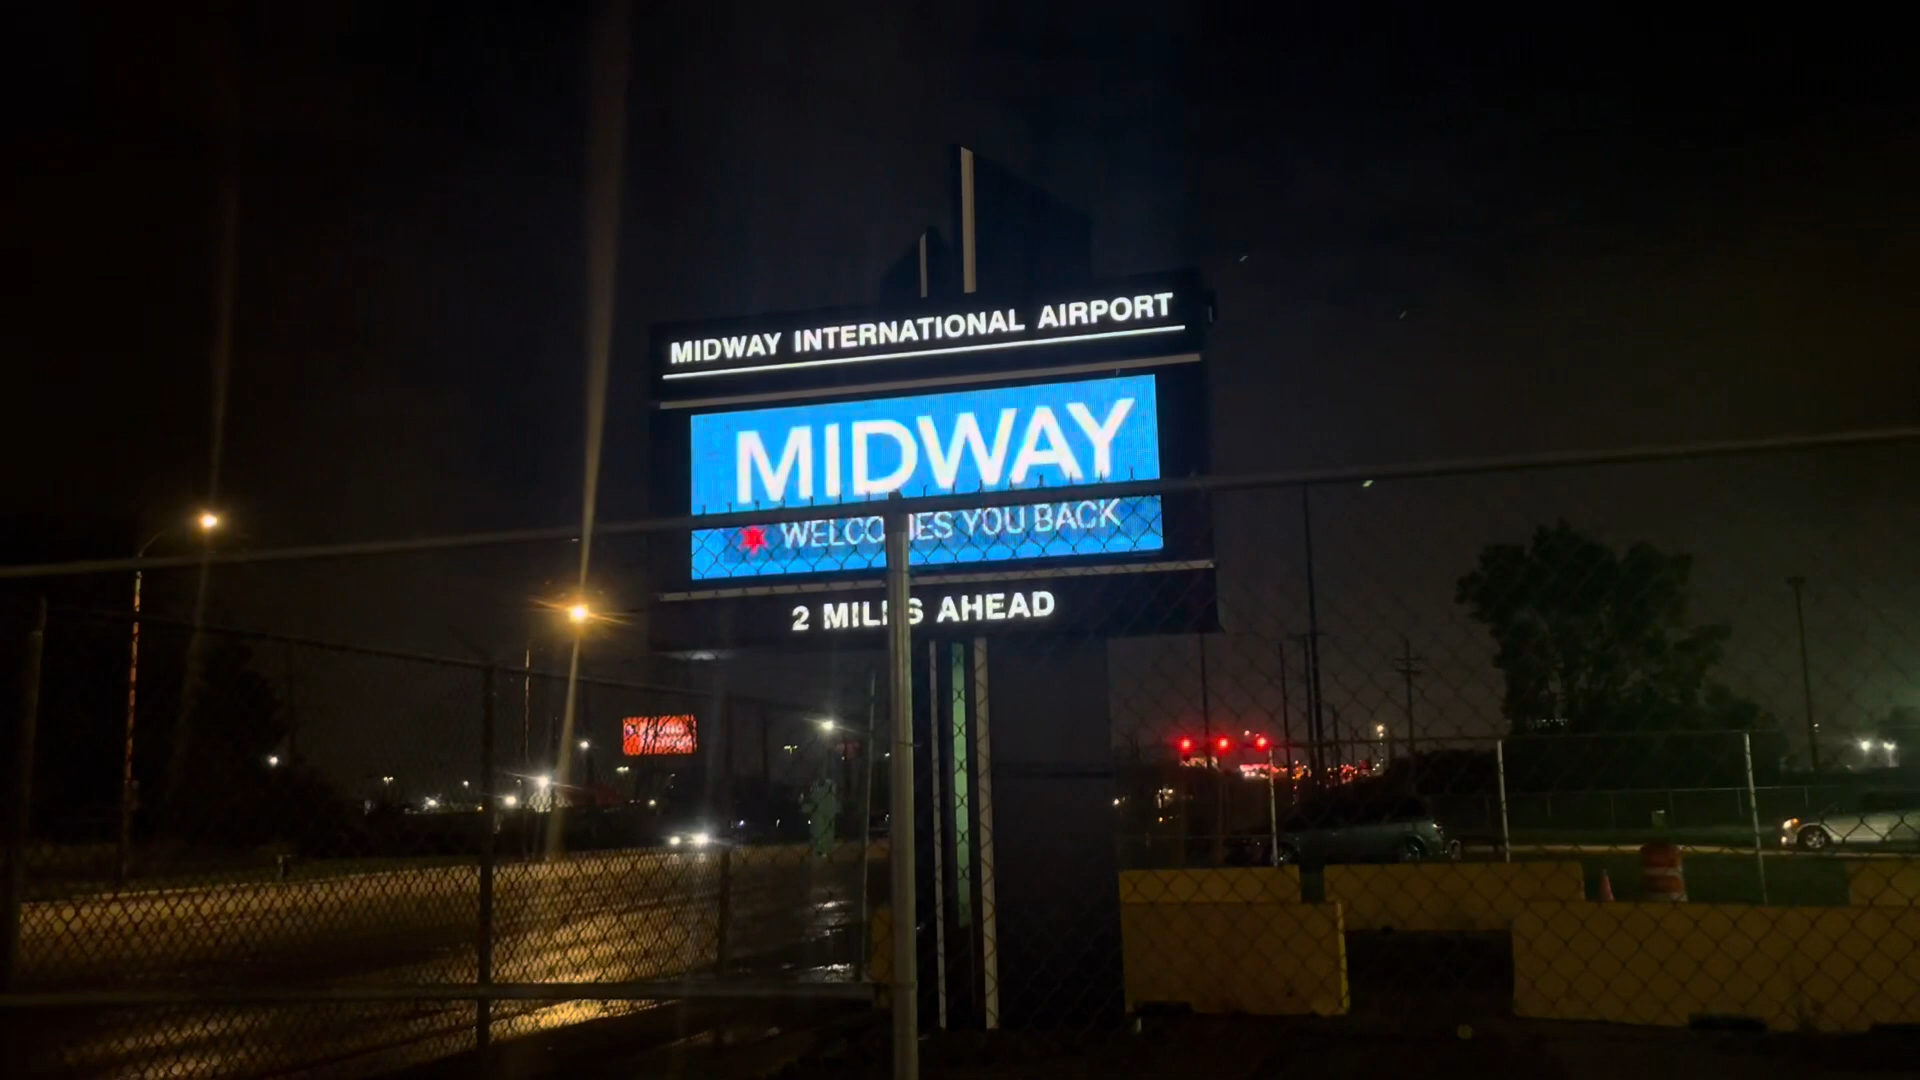 MIDWAY INTERNATIONAL AIRPORT
MIDWAY
WELCOMES YOU BACK
2 MILES AHEAD